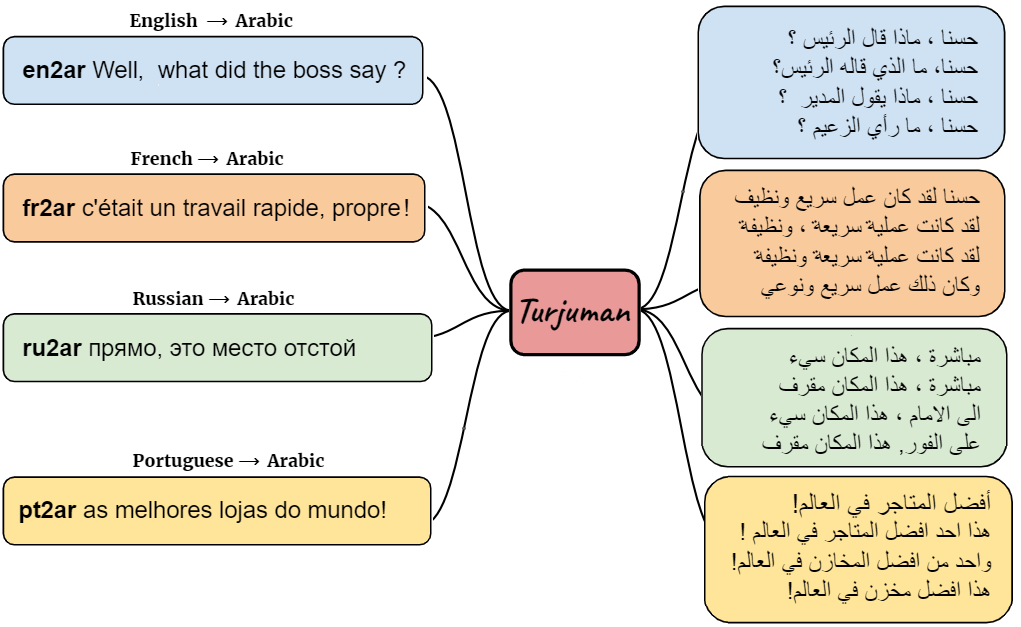 English → Arabic
en2ar Well, what did the boss say ?
French → Arabic
fr2ar c'était un travail rapide, propre!
Russian → Arabic
ru2ar прямо, это место отстой
Portuguese → Arabic
pt2ar as melhores lojas do mundo!
Turjuman
حسنا ، ماذا قال الرئيس ؟
حسنا، ما الذي قاله الرئيس؟
حسنا ، ماذا يقول المدير ؟
حسنا ، ما رأي الزعيم ؟
حسنا لقد كان عمل سريع ونظيف
لقد كانت عملية سريعة ، ونظيفة
لقد كانت عملية سريعة ونظيفة
وكان ذلك عمل سريع ونوعي
مباشرة ، هذا المكان سيء
مباشرة ، هذا المكان مقرف
الى الامام ، هذا المكان سيء
على الفور, هذا المكان مقرف
أفضل المتاجر في العالم!
هذا احد افضل المتاجر في العالم !
واحد من افضل المخازن في العالم!
هذا افضل مخزن في العالم!